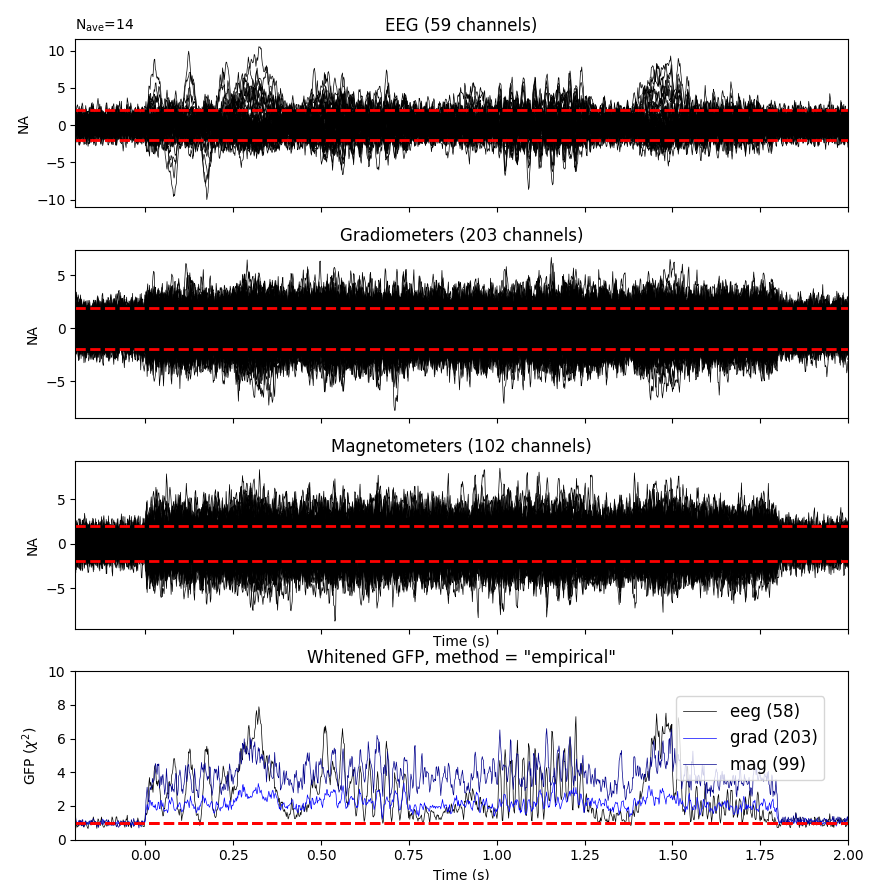 N_ave=14
EEG (59 channels)
10
5
0
−5
−10
NA
Gradiometers (203 channels)
5
0
−5
NA
Magnetometers (102 channels)
5
0
−5
NA
Time (s)
Whitened GFP, method = "empirical"
10
8
6
4
2
0
GFP (χ²)
eeg (58)
grad (203)
mag (99)
0.00 0.25 0.50 0.75 1.00 1.25 1.50 1.75 2.00
Time (s)